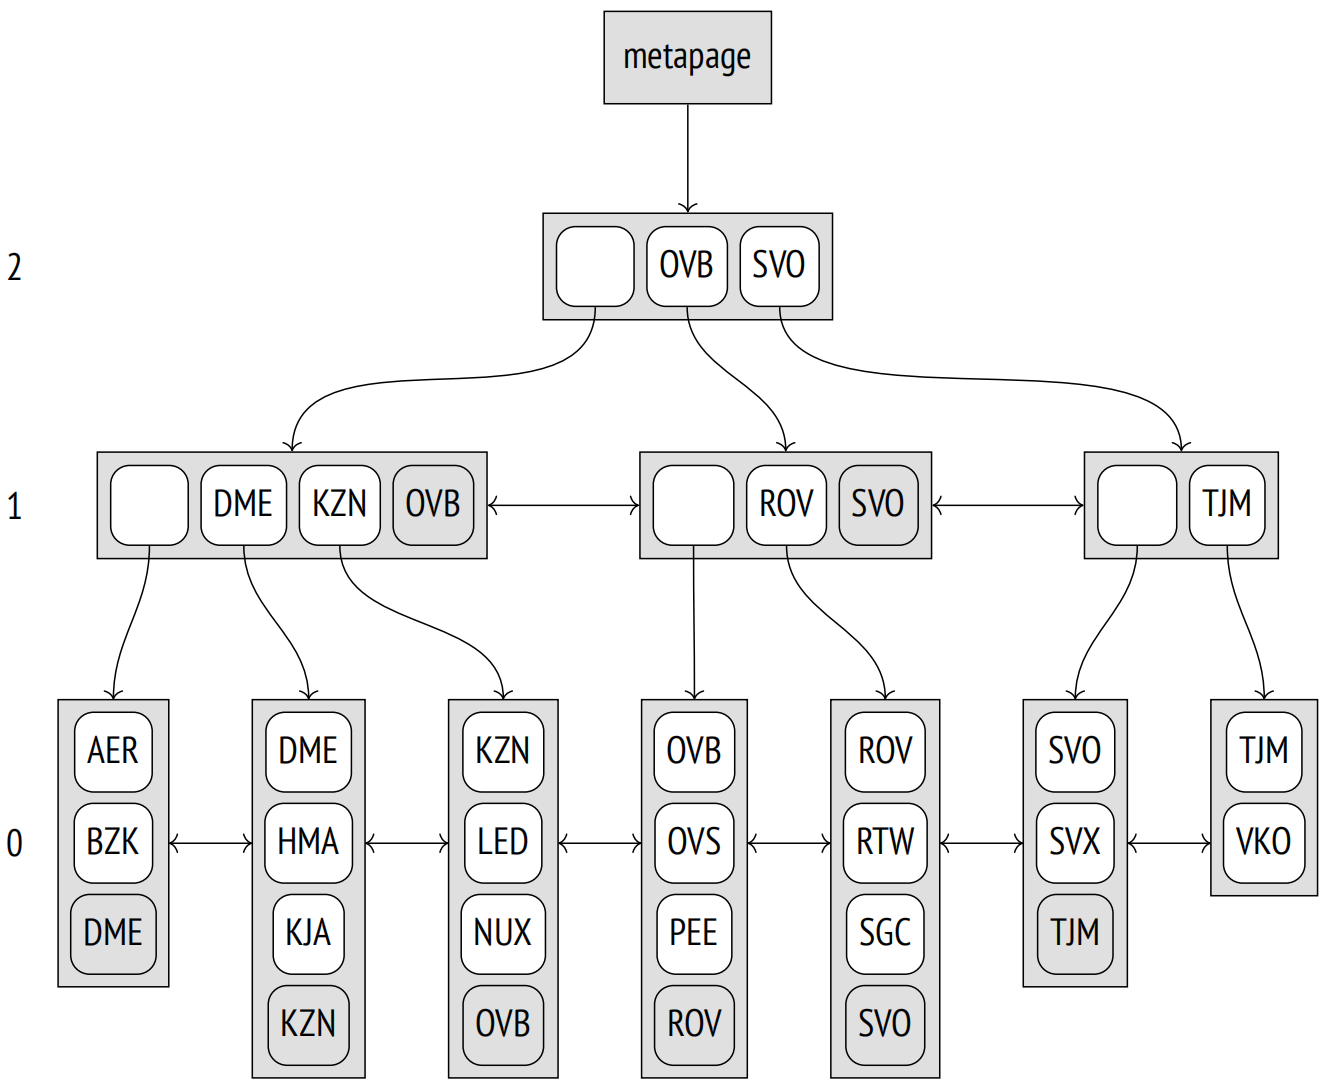 metapage
2
OVB SVO
1
DME KZN OVB
ROV SVO
TJM
0
AER
BZK
DME
DME
HMA
KJA
KZN
KZN
LED
NUX
OVB
OVB
OVS
PEE
ROV
ROV
RTW
SGC
SVO
SVO
SVX
TJM
TJM
VKO